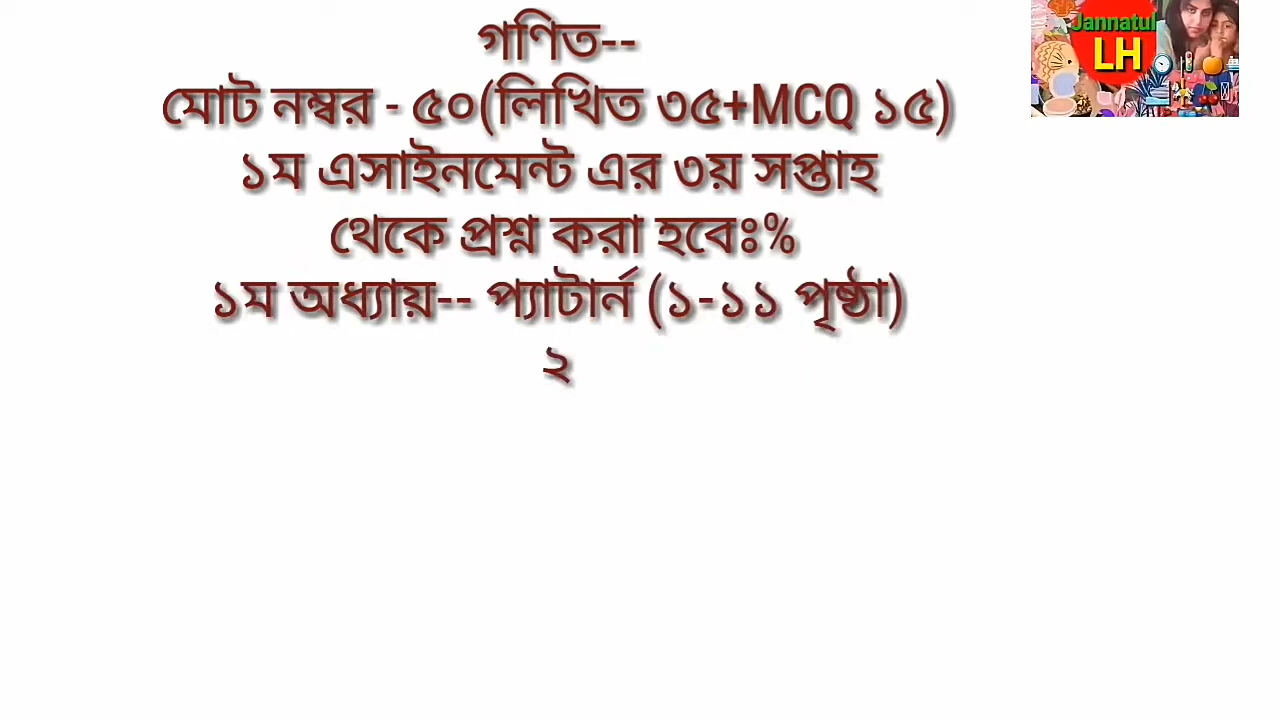 গণিত--
মোট নম্বর - ৫০(লিখিত ৩৫+MCQ ১৫)
১ম এসাইনমেন্ট এর ৩য় সপ্তাহ
থেকে প্রশ্ন করা হবেঃ%
১ম অধ্যায়-- প্যাটার্ন (১-১১ পৃষ্ঠা)
২
Jannatul
LH